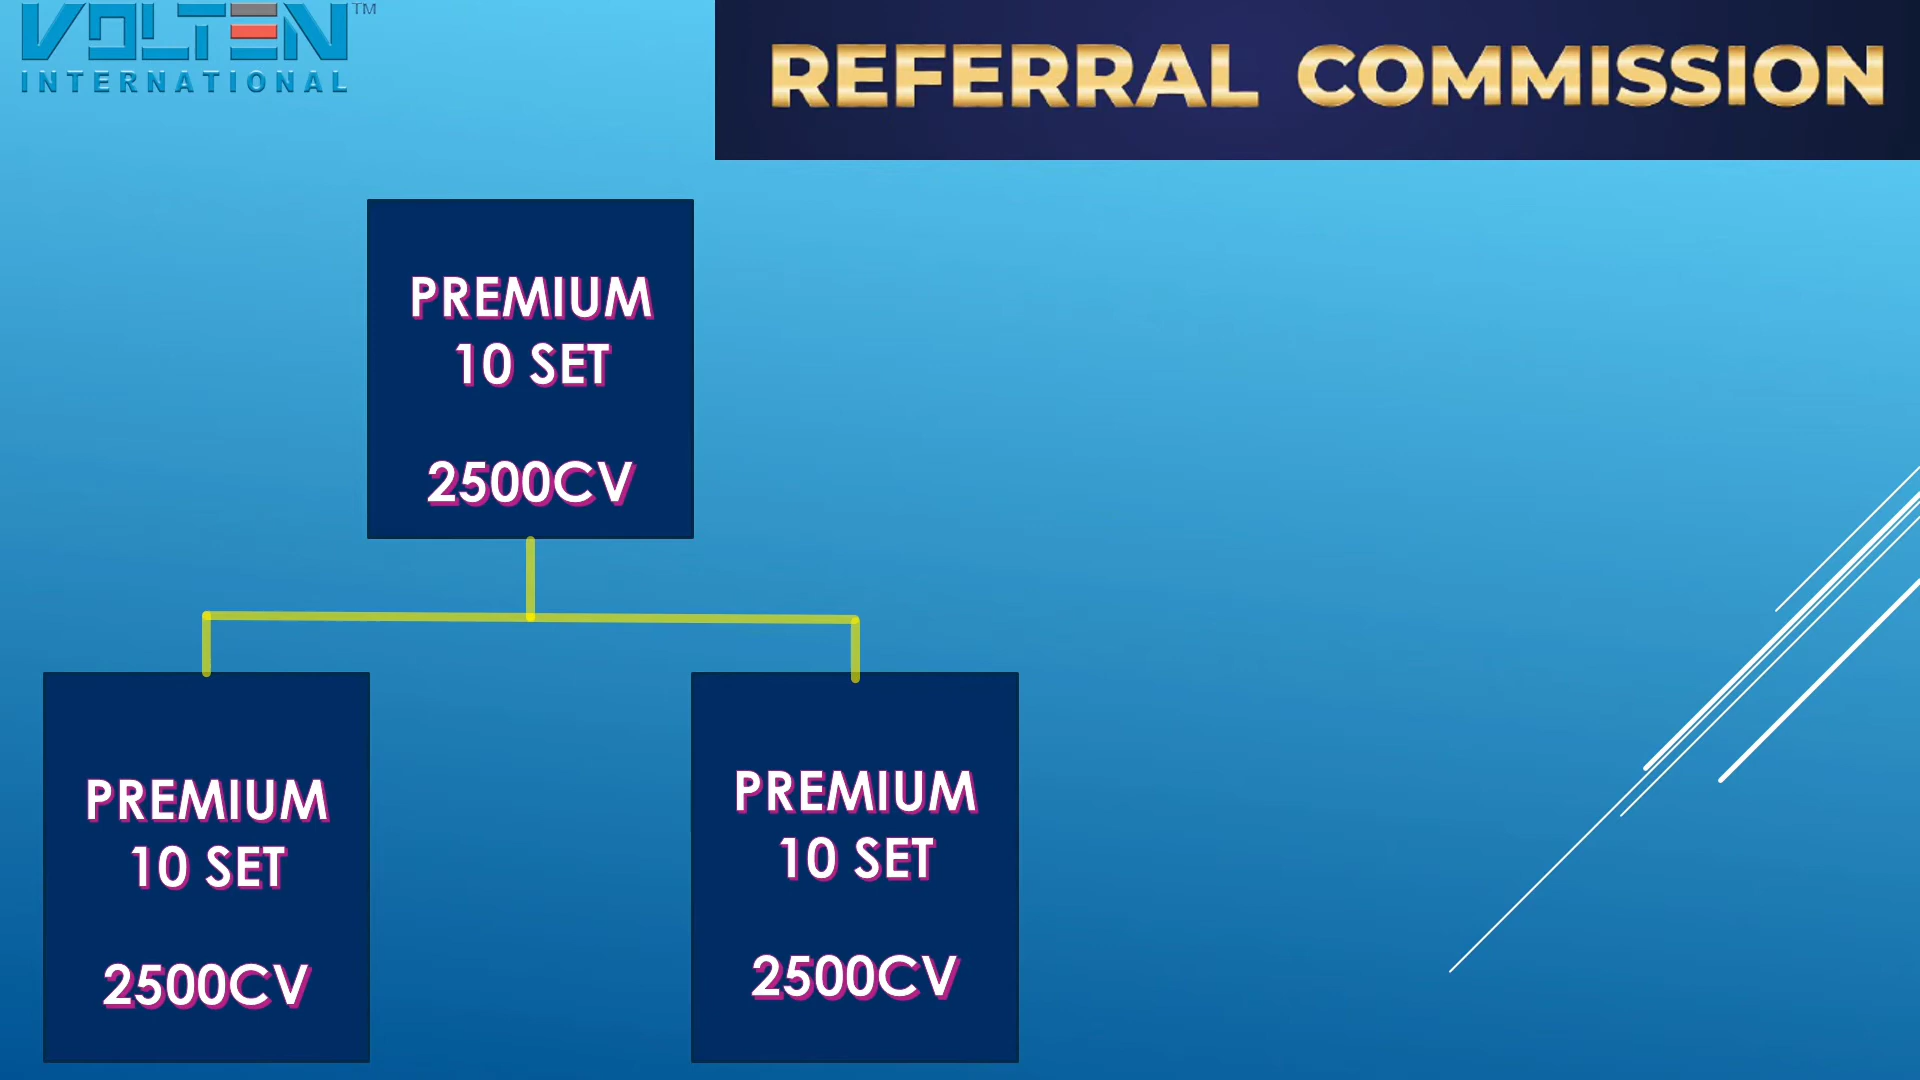 VOLTEN™
INTERNATIONAL
REFERRAL COMMISSION
PREMIUM
10 SET
2500CV
PREMIUM
10 SET
2500CV
PREMIUM
10 SET
2500CV